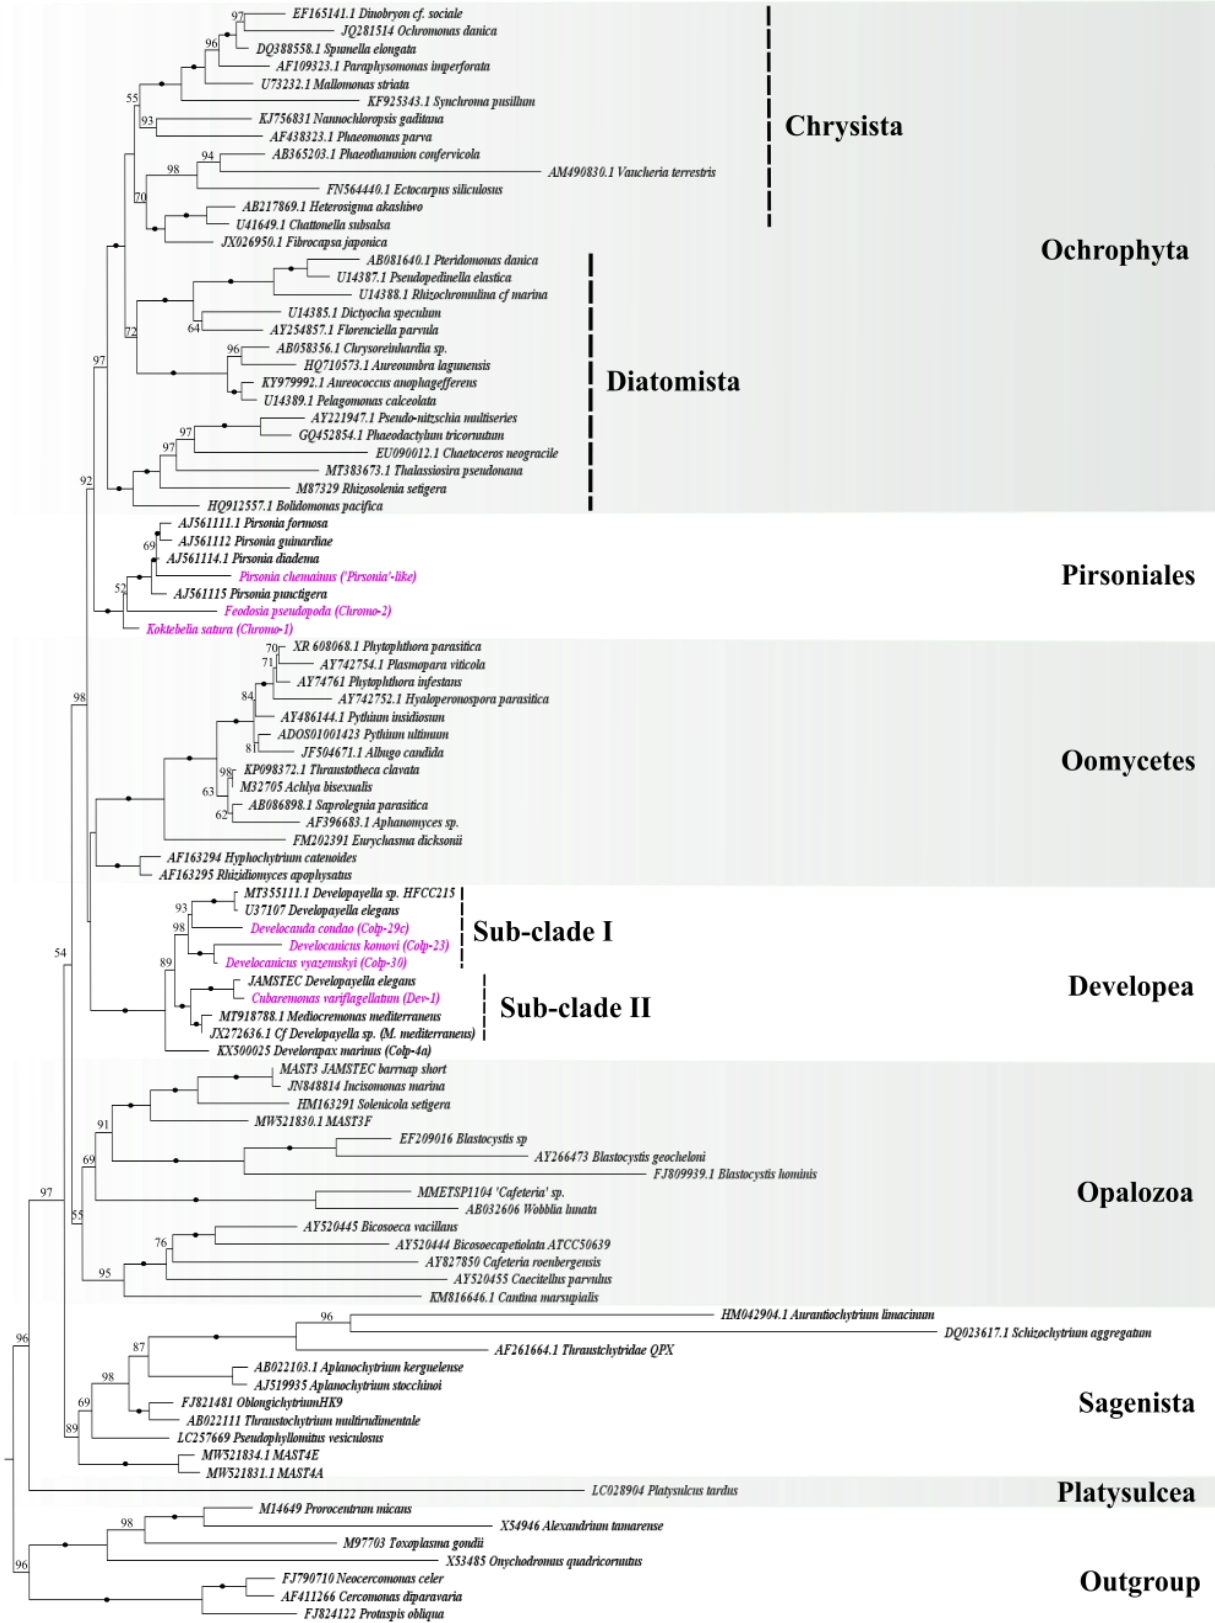 EF165141.1 Dinobryon cf. sociale
97
JQ281514 Ochromonas danica
96
DQ388558.1 Spumella elongata
AF109323.1 Paraphysomonas imperforata
U73232.1 Mallomonas striata
55
KF925343.1 Synchroma pusillum
93
KJ756831 Nannochloropsis gaditana
Chrysista
AF438323.1 Phaeomonas parva
94
AB365203.1 Phaeothamnion confervicola
98
AM490830.1 Vaucheria terrestris
FN564440.1 Ectocarpus siliculosus
70
AB217869.1 Heterosigma akashiwo
U41649.1 Chattonella subsalsa
JX026950.1 Fibrocapsa japonica
Ochrophyta
AB081640.1 Pteridomonas danica
U14387.1 Pseudopedinella elastica
U14388.1 Rhizochromulina cf marina
U14385.1 Dictyocha speculum
72
64
AY254857.1 Florenciella parvula
96
AB058356.1 Chrysoreinhardia sp.
97
HQ710573.1 Aureoumbra lagunensis
KY979992.1 Aureococcus anophagefferens
Diatomista
U14389.1 Pelagomonas calceolata
AY221947.1 Pseudo-nitzschia multiseries
97
GQ452854.1 Phaeodactylum tricornutum
97
EU090012.1 Chaetoceros neogracile
MT383673.1 Thalassiosira pseudonana
92
M87329 Rhizosolenia setigera
HQ912557.1 Bolidomonas pacifica
AJ561111.1 Pirsonia formosa
AJ561112 Pirsonia guinardiae
69
AJ561114.1 Pirsonia diadema
Pirsonia chemainus ('Pirsonia'-like)
Pirsoniales
52
AJ561115 Pirsonia punctigera
Feodosia pseudopoda (Chromo-2)
Koktebelia satura (Chromo-1)
70
XR 608068.1 Phytophthora parasitica
71
AY742754.1 Plasmopara viticola
AY74761 Phytophthora infestans
98
84
AY742752.1 Hyaloperonospora parasitica
AY486144.1 Pythium insidiosum
ADOS01001423 Pythium ultimum
81
JF504671.1 Albugo candida
Oomycetes
98
KP098372.1 Thraustotheca clavata
63
M32705 Achlya bisexualis
AB086898.1 Saprolegnia parasitica
62
AF396683.1 Aphanomyces sp.
FM202391 Eurychasma dicksonii
AF163294 Hyphochytrium catenoides
AF163295 Rhizidiomyces apophysatus
MT355111.1 Developayella sp. HFCC215
93
U37107 Developayella elegans
98
Develocanda condao (Colp-29c)
Sub-clade I
Develocanicus komovi (Colp-23)
54
89
Develocanicus vyazemskyi (Colp-30)
JAMSTEC Developayella elegans
Developea
Cubaremonas variflagellatum (Dev-1)
Sub-clade II
MT918788.1 Mediocremonas mediterraneus
JX272636.1 Cf Developayella sp. (M. mediterraneus)
KX500025 Develorapax marinus (Colp-4a)
MAST3 JAMSTEC barrnap short
JN848814 Incisomonas marina
HM163291 Solenicola setigera
91
MW521830.1 MAST3F
EF209016 Blastocystis sp
69
AY266473 Blastocystis geocheloni
FJ809939.1 Blastocystis hominis
97
MMETSP1104 'Cafeteria' sp.
Opalozoa
AB032606 Wobblia lunata
55
AY520445 Bicosoeca vacillans
76
AY520444 Bicosoecapetiolata ATCC50639
AY827850 Cafeteria roenbergensis
95
AY520455 Caecitellus parvulus
KM816646.1 Cantina marsupialis
96
HM042904.1 Aurantiochytrium limacinum
DQ023617.1 Schizochytrium aggregatum
96
87
AF261664.1 Thraustchytridae QPX
AB022103.1 Aplanochytrium kerguelense
98
AJ519935 Aplanochytrium stocchinoi
69
FJ821481 OblongichytriumHK9
Sagenista
AB022111 Thraustochytrium multirudimentale
89
LC257669 Pseudophyllomitus vesiculosus
MW521834.1 MAST4E
MW521831.1 MAST4A
LC028904 Platysulcus tardus
Platysulcea
M14649 Prorocentrum micans
98
X54946 Alexandrium tamarense
M97703 Toxoplasma gondii
96
X53485 Onychodromus quadricornutus
FJ790710 Neocercomonas celer
Outgroup
AF411266 Cercomonas diparavaria
FJ824122 Protaspis obliqua